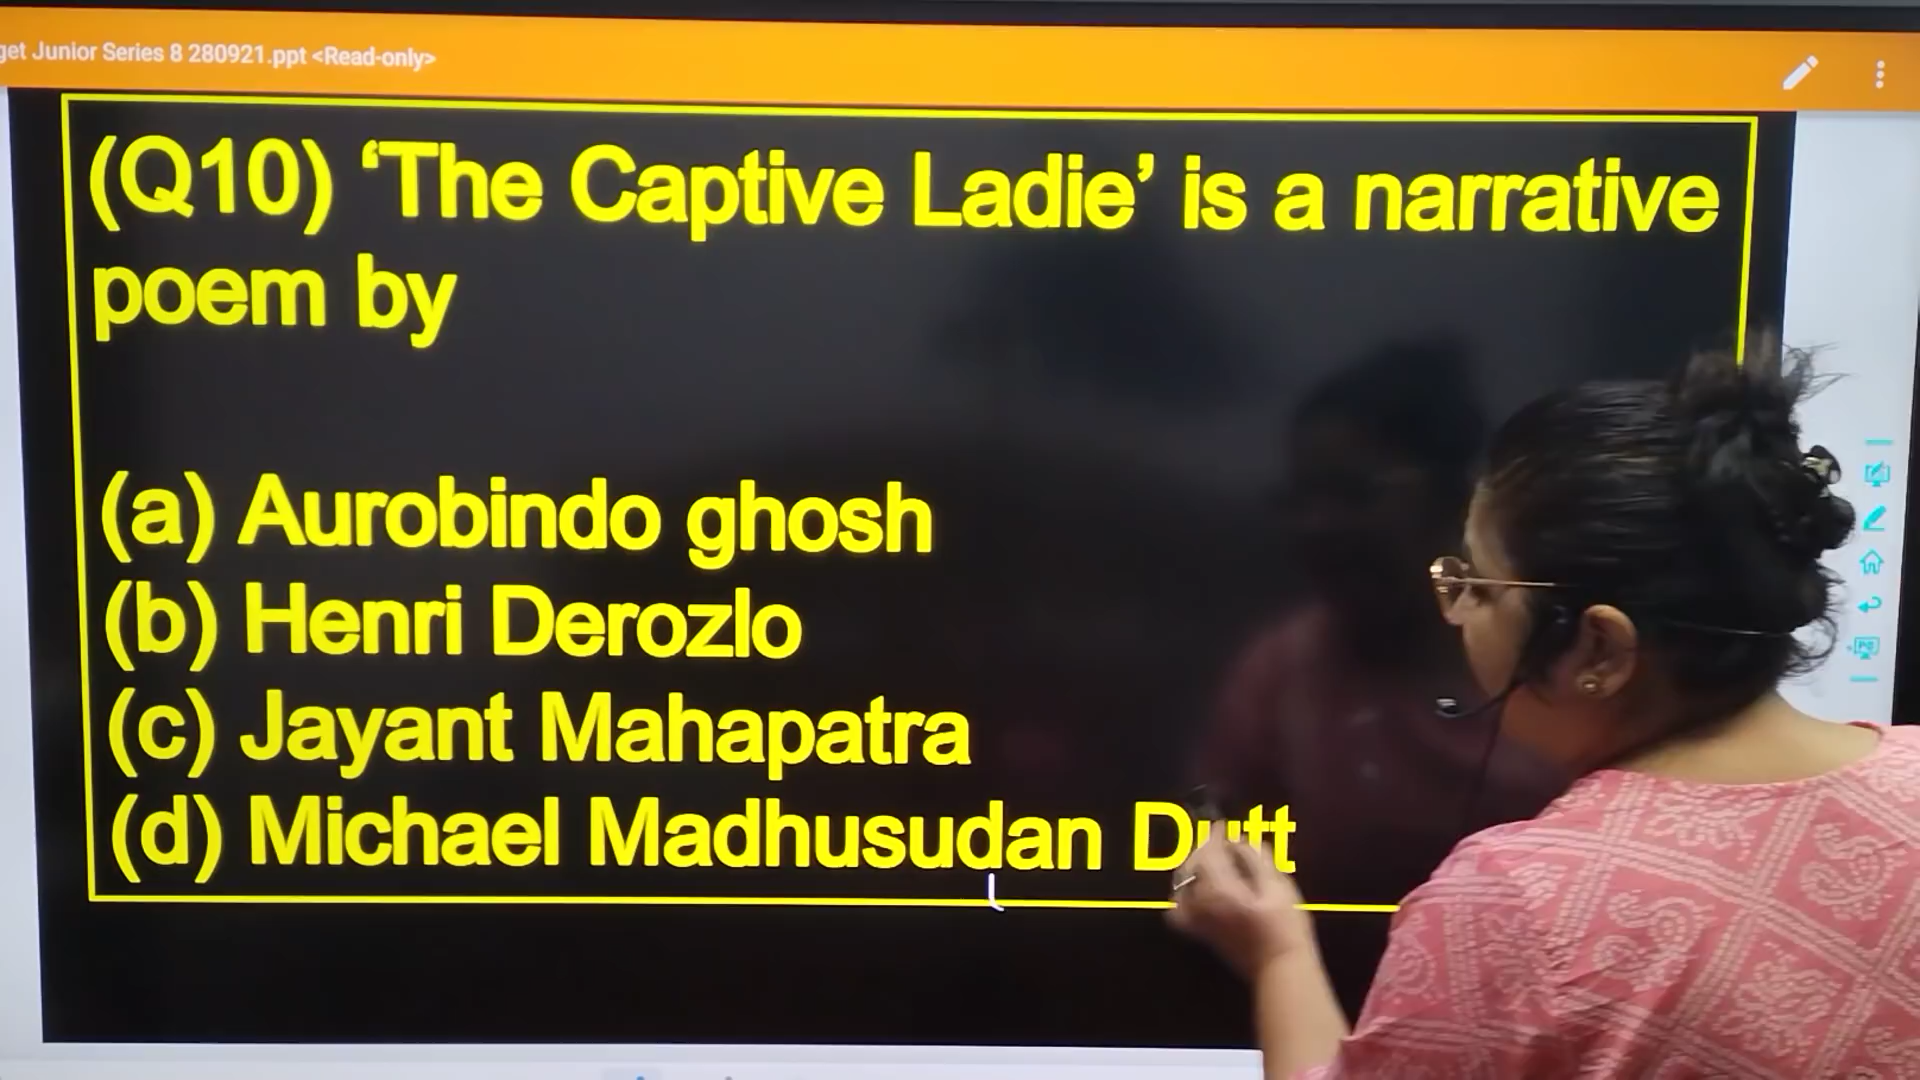 get Junior Series 8 280921.ppt <Read-only>
(Q10) ‘The Captive Ladie’ is a narrative
poem by
(a) Aurobindo ghosh
(b) Henri Derozlo
(c) Jayant Mahapatra
(d) Michael Madhusudan Dutt